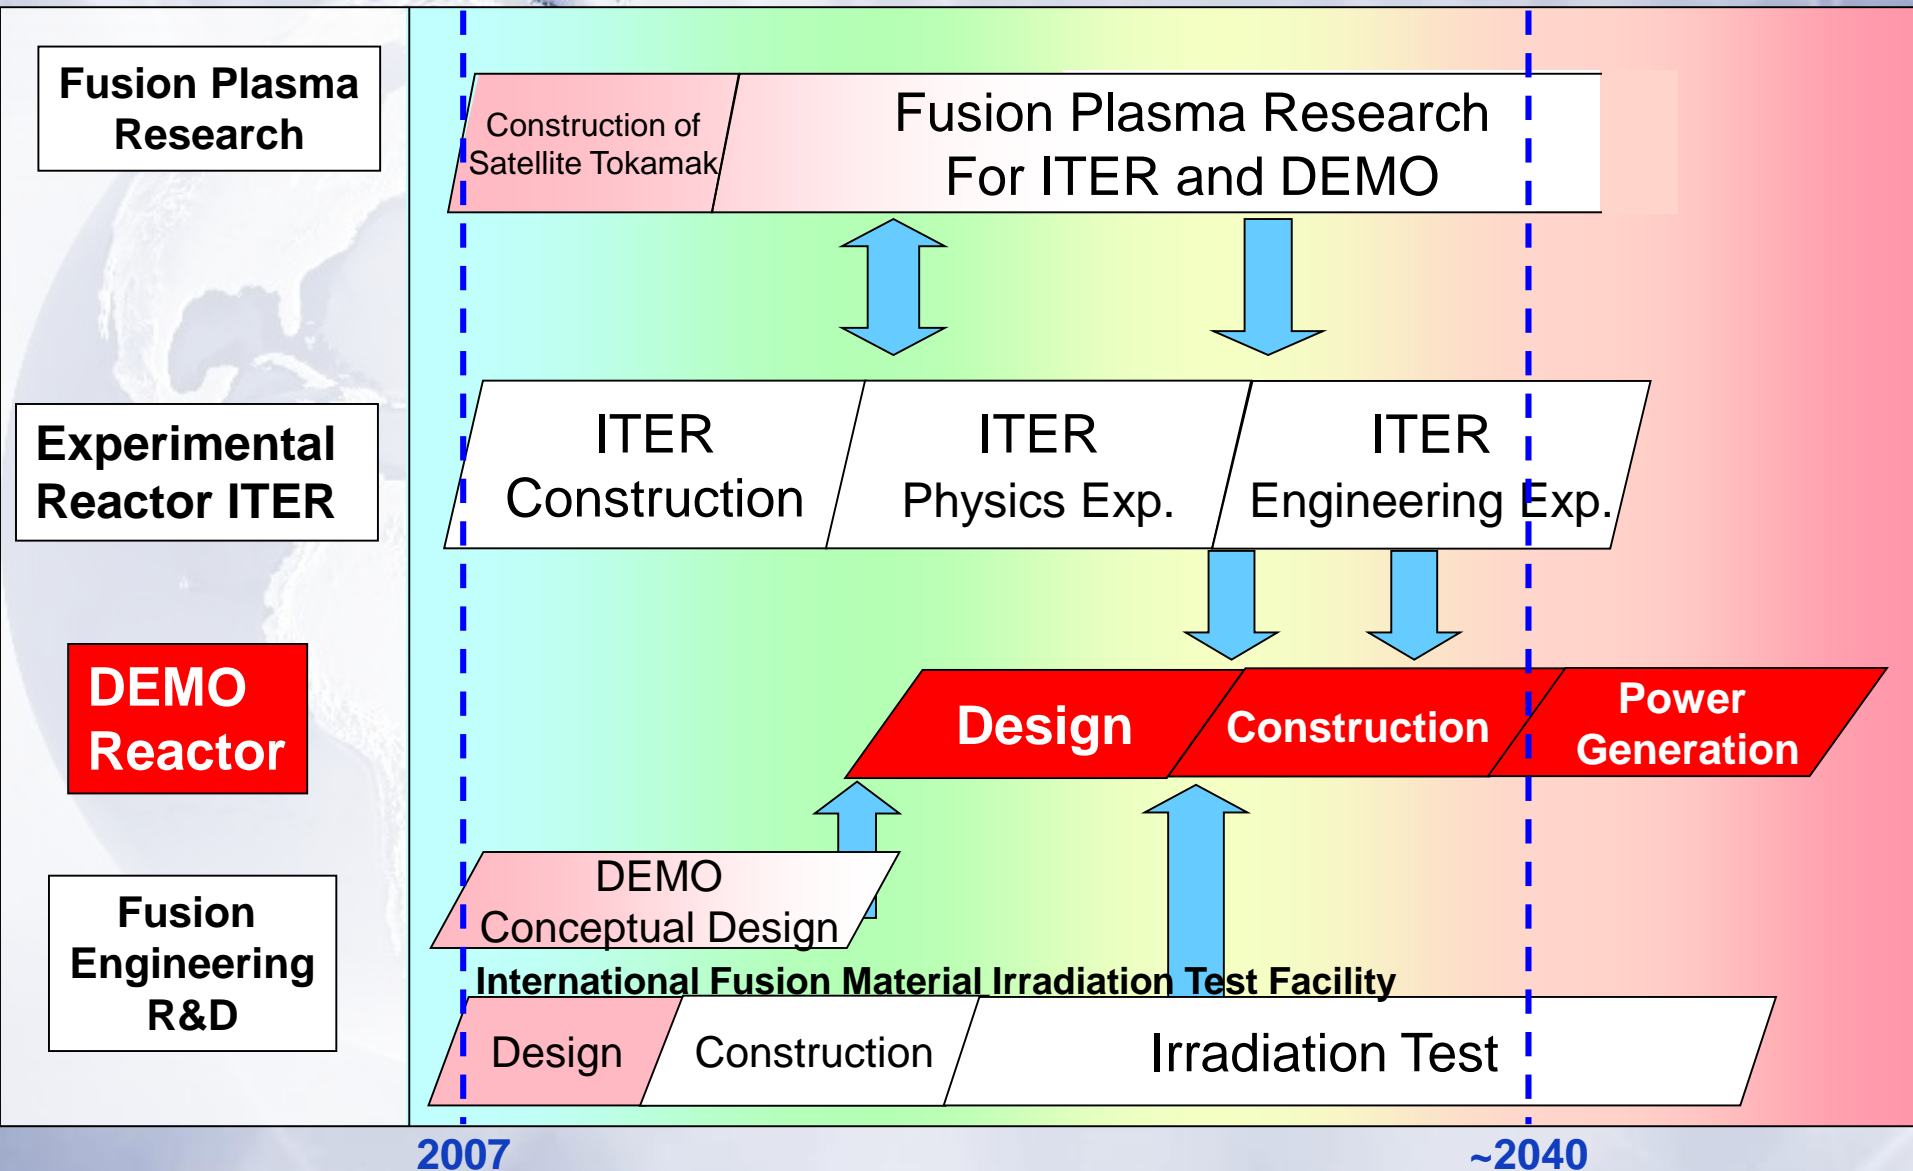 Fusion Plasma
Research
Construction of
Satellite Tokamak
Fusion Plasma Research
For ITER and DEMO
Experimental
Reactor ITER
ITER
Construction
ITER
Physics Exp.
ITER
Engineering Exp.
DEMO
Reactor
Design
Construction
Power
Generation
Fusion
Engineering
R&D
DEMO
Conceptual Design
International Fusion Material Irradiation Test Facility
Design
Construction
Irradiation Test
2007
~2040